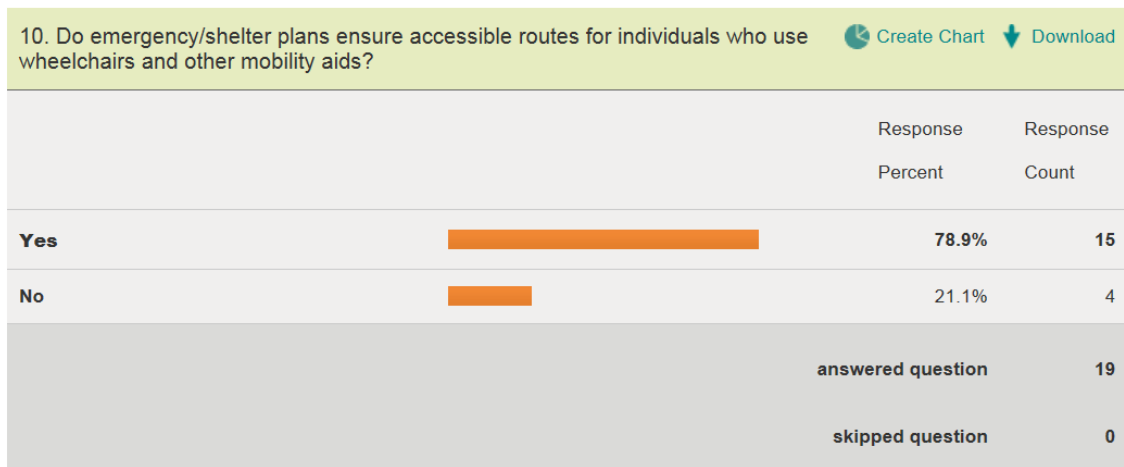 10. Do emergency/shelter plans ensure accessible routes for individuals who use
wheelchairs and other mobility aids?
Create Chart Download
Response Response
Percent Count
Yes 78.9% 15
No 21.1% 4
answered question 19
skipped question 0